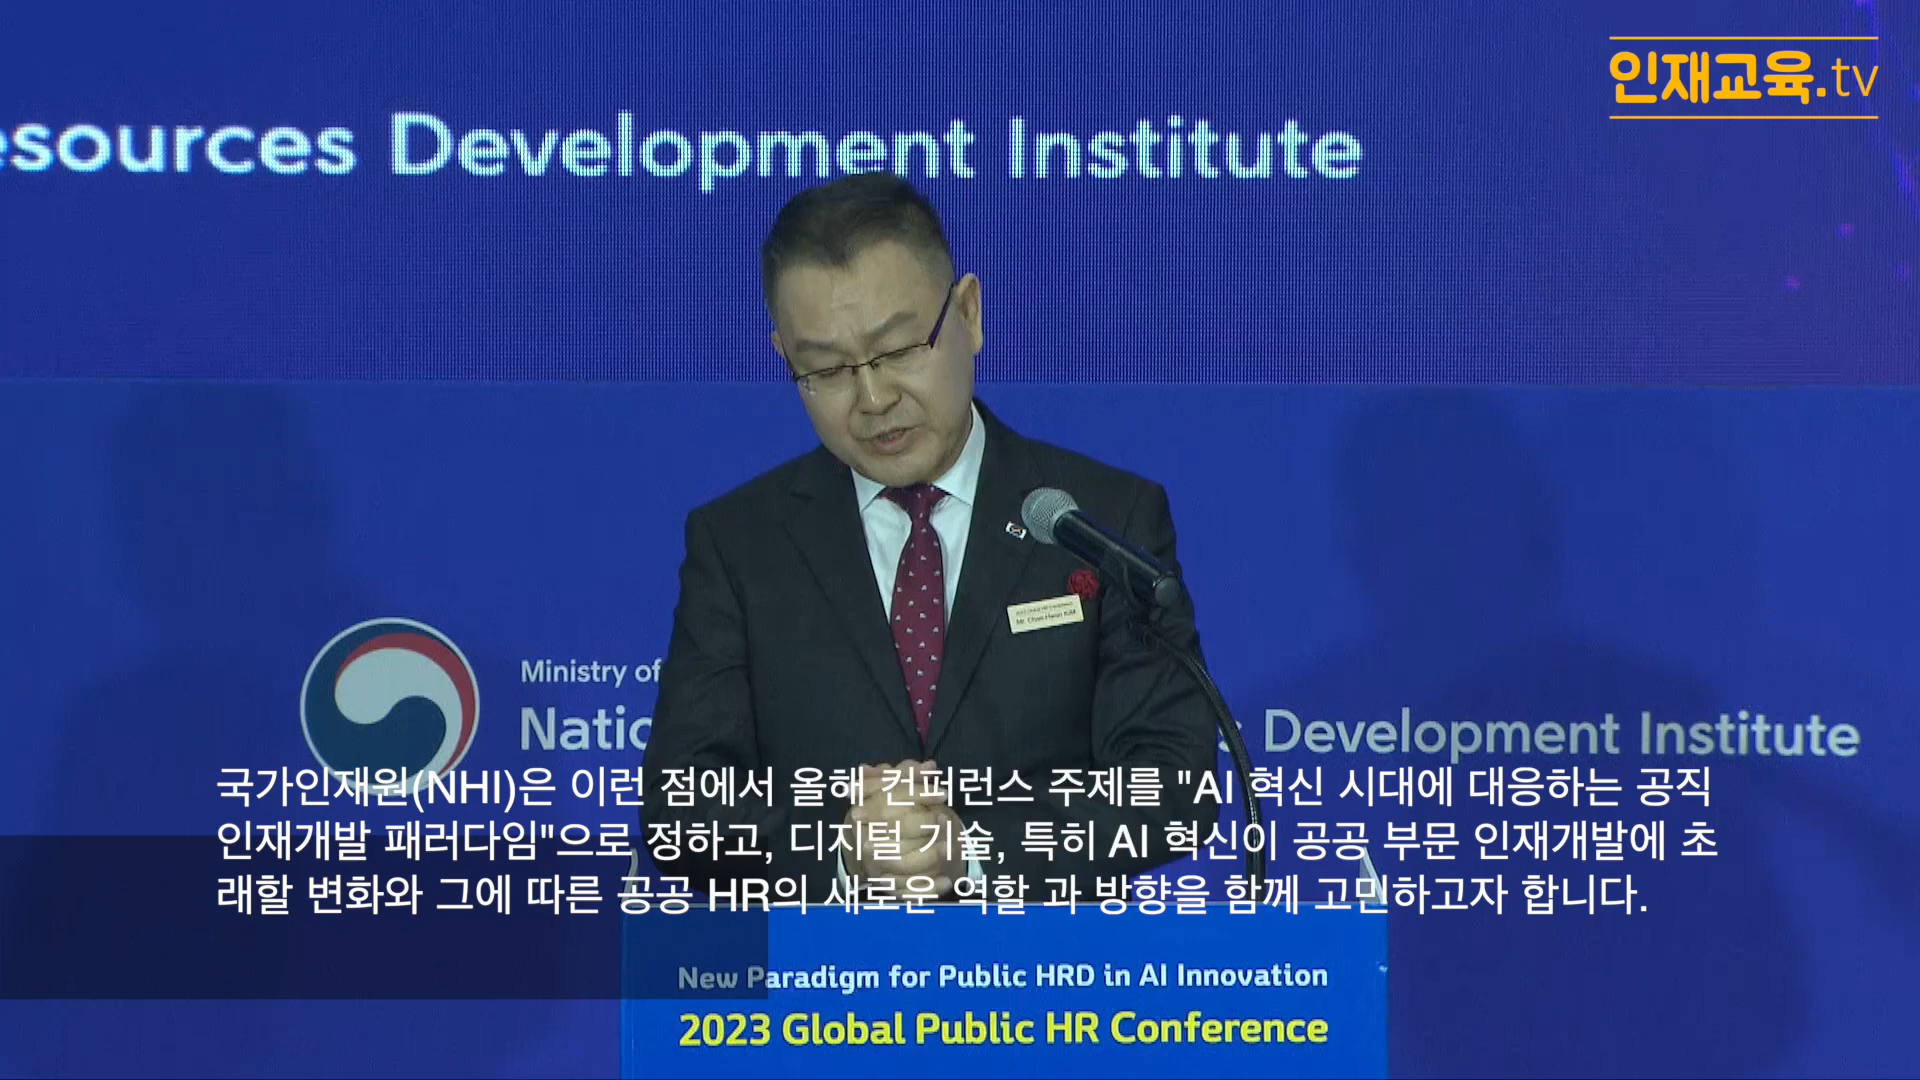 인재교육.tv
esources Development Institute
Ministry of
Natio
s Development Institute
Mr. Choo Hwan KIM
국가인재원(NHI)은 이런 점에서 올해 컨퍼런스 주제를 "AI 혁신 시대에 대응하는 공직
인재개발 패러다임"으로 정하고, 디지털 기술, 특히 AI 혁신이 공공 부문 인재개발에 초
래할 변화와 그에 따른 공공 HR의 새로운 역할 과 방향을 함께 고민하고자 합니다.
New Paradigm for Public HRD in AI Innovation
2023 Global Public HR Conference